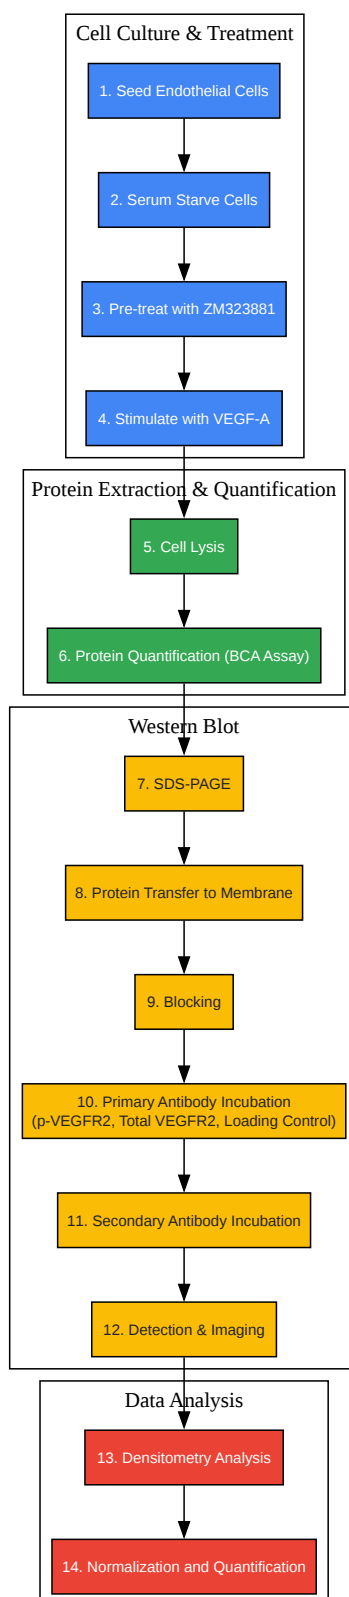 Cell Culture & Treatment
1. Seed Endothelial Cells
2. Serum Starve Cells
3. Pre-treat with ZM323881
4. Stimulate with VEGF-A
Protein Extraction & Quantification
5. Cell Lysis
6. Protein Quantification (BCA Assay)
Western Blot
7. SDS-PAGE
8. Protein Transfer to Membrane
9. Blocking
10. Primary Antibody Incubation
(p-VEGFR2, Total VEGFR2, Loading Control)
11. Secondary Antibody Incubation
12. Detection & Imaging
Data Analysis
13. Densitometry Analysis
14. Normalization and Quantification